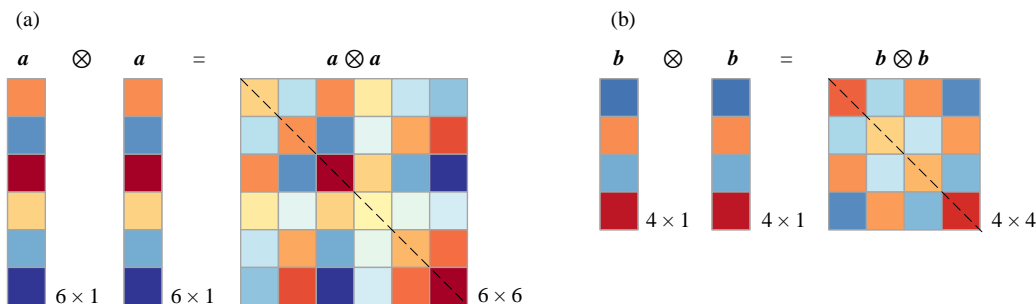 (a)
a ⊗ a = a ⊗ a
6 × 1 6 × 1 6 × 6
(b)
b ⊗ b = b ⊗ b
4 × 1 4 × 1 4 × 4